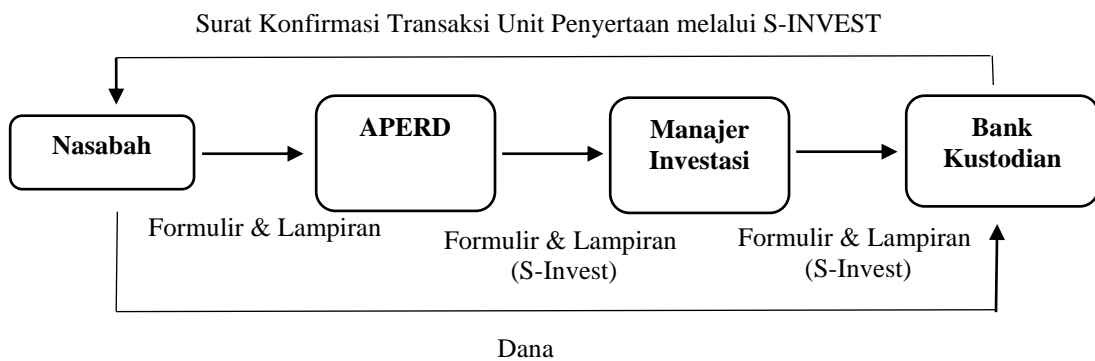 Surat Konfirmasi Transaksi Unit Penyertaan melalui S-INVEST
Nasabah
APERD
Manajer
Investasi
Bank
Kustodian
Formulir & Lampiran
Formulir & Lampiran
(S-Invest)
Formulir & Lampiran
(S-Invest)
Dana